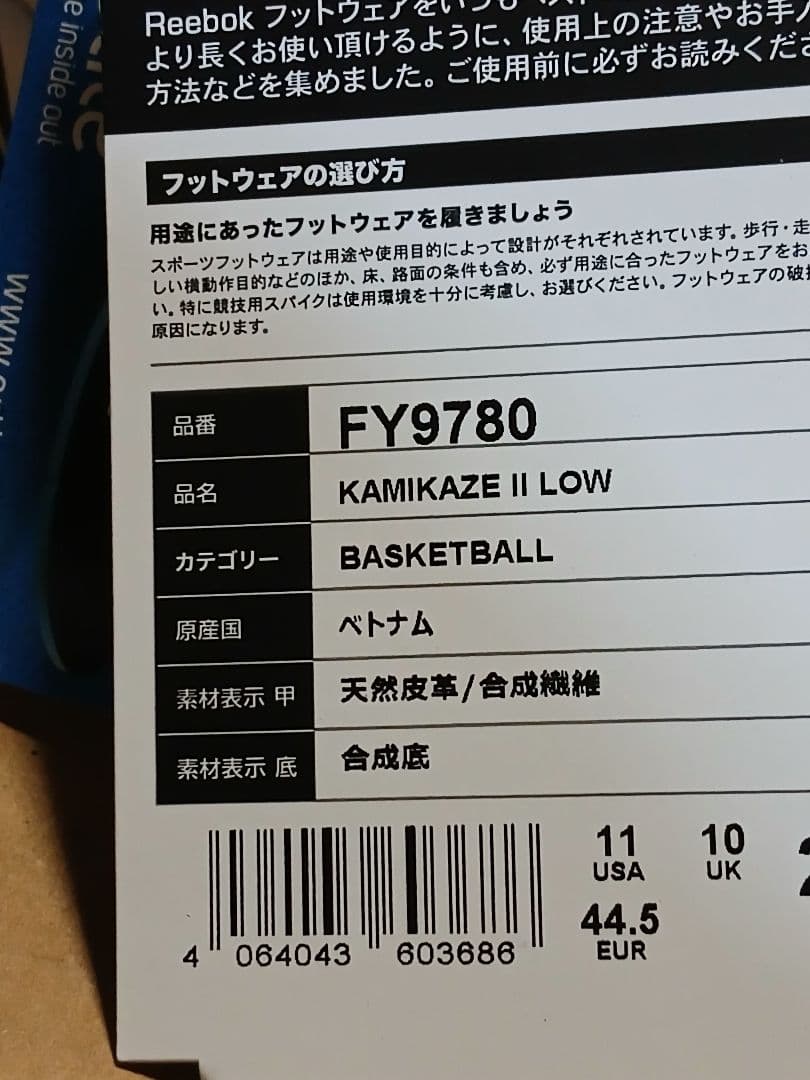 Reebok フットウェアをいつも
より長くお使い頂けるように、使用上の注意やお手入
方法などを集めました。ご使用前に必ずお読みくださ
e inside out
フットウェアの選び方
用途にあったフットウェアを履きましょう
スポーツフットウェアは用途や使用目的によって設計がそれぞれされています。歩行・走
しい機動作目的などのほか、床、路面の条件も含め、必ず用途に合ったフットウェアをお
い。特に競技用スパイクは使用環境を十分に考慮し、お選びください。フットウェアの破
原因になります。
品番 FY9780
品名 KAMIKAZE II LOW
カテゴリー BASKETBALL
原産国 ベトナム
素材表示 甲 天然皮革/合成繊維
素材表示 底 合成底
11 10
USA UK
44.5
EUR
4 064043 603686